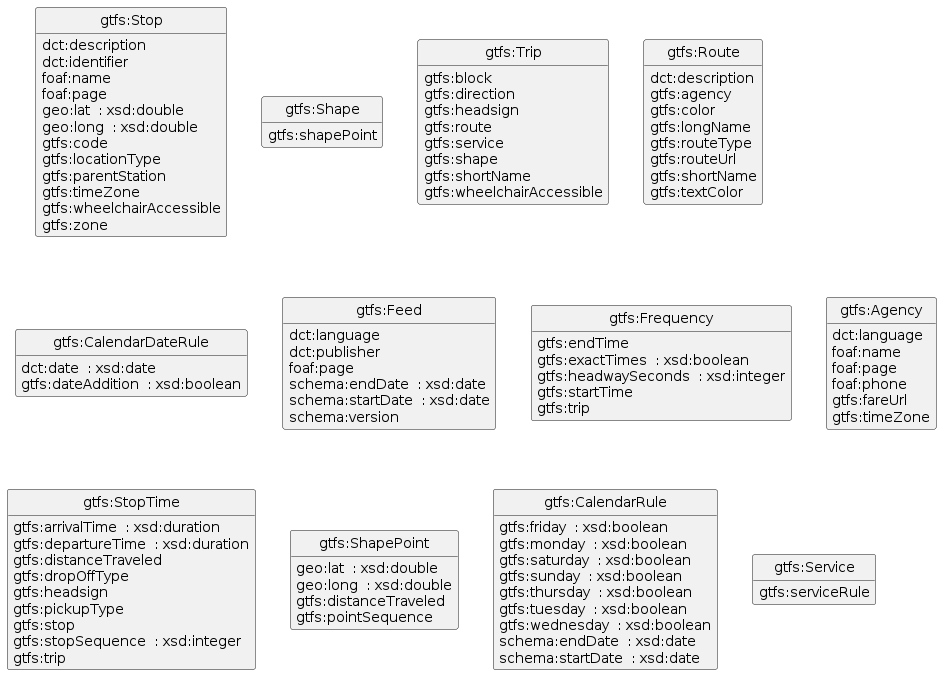 gtfs:Stop
dct:description
dct:identifier
foaf:name
foaf:page
geo:lat : xsd:double
geo:long : xsd:double
gtfs:code
gtfs:locationType
gtfs:parentStation
gtfs:timeZone
gtfs:wheelchairAccessible
gtfs:zone
gtfs:Shape
gtfs:shapePoint
gtfs:Trip
gtfs:block
gtfs:direction
gtfs:headsign
gtfs:route
gtfs:service
gtfs:shape
gtfs:shortName
gtfs:wheelchairAccessible
gtfs:Route
dct:description
gtfs:agency
gtfs:color
gtfs:longName
gtfs:routeType
gtfs:routeUrl
gtfs:shortName
gtfs:textColor
gtfs:CalendarDateRule
dct:date : xsd:date
gtfs:dateAddition : xsd:boolean
gtfs:Feed
dct:language
dct:publisher
foaf:page
schema:endDate : xsd:date
schema:startDate : xsd:date
schema:version
gtfs:Frequency
gtfs:endTime
gtfs:exactTimes : xsd:boolean
gtfs:headwaySeconds : xsd:integer
gtfs:startTime
gtfs:trip
gtfs:Agency
dct:language
foaf:name
foaf:page
foaf:phone
gtfs:fareUrl
gtfs:timeZone
gtfs:StopTime
gtfs:arrivalTime : xsd:duration
gtfs:departureTime : xsd:duration
gtfs:distanceTraveled
gtfs:dropOffType
gtfs:headsign
gtfs:pickupType
gtfs:stop
gtfs:stopSequence : xsd:integer
gtfs:trip
gtfs:ShapePoint
geo:lat : xsd:double
geo:long : xsd:double
gtfs:distanceTraveled
gtfs:pointSequence
gtfs:CalendarRule
gtfs:friday : xsd:boolean
gtfs:monday : xsd:boolean
gtfs:saturday : xsd:boolean
gtfs:sunday : xsd:boolean
gtfs:thursday : xsd:boolean
gtfs:tuesday : xsd:boolean
gtfs:wednesday : xsd:boolean
schema:endDate : xsd:date
schema:startDate : xsd:date
gtfs:Service
gtfs:serviceRule